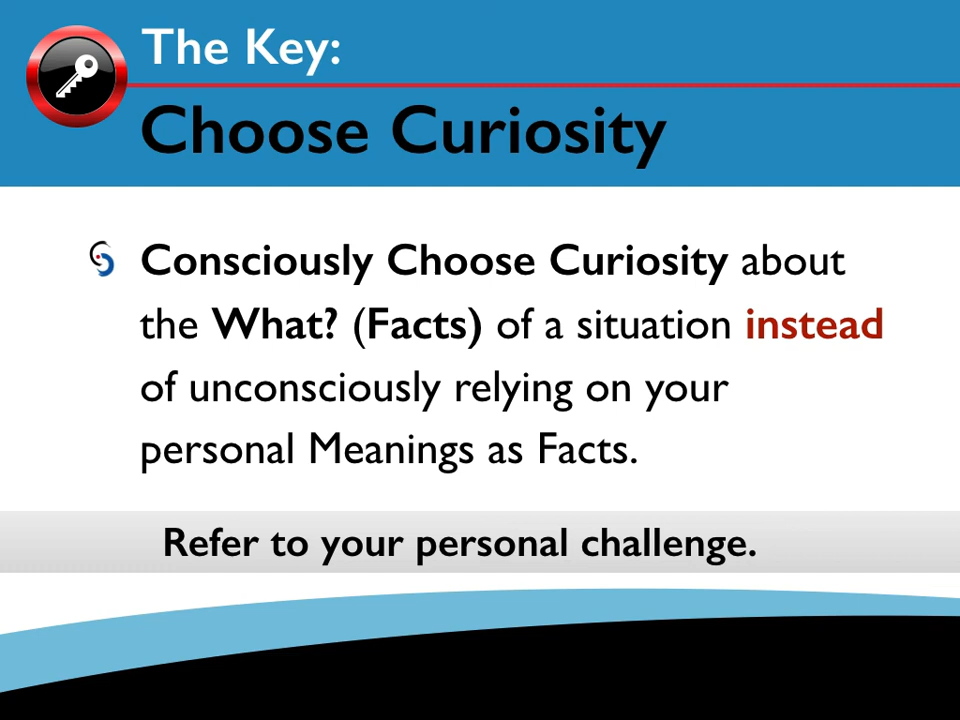 The Key:
Choose Curiosity
Consciously Choose Curiosity about
the What? (Facts) of a situation instead
of unconsciously relying on your
personal Meanings as Facts.
Refer to your personal challenge.